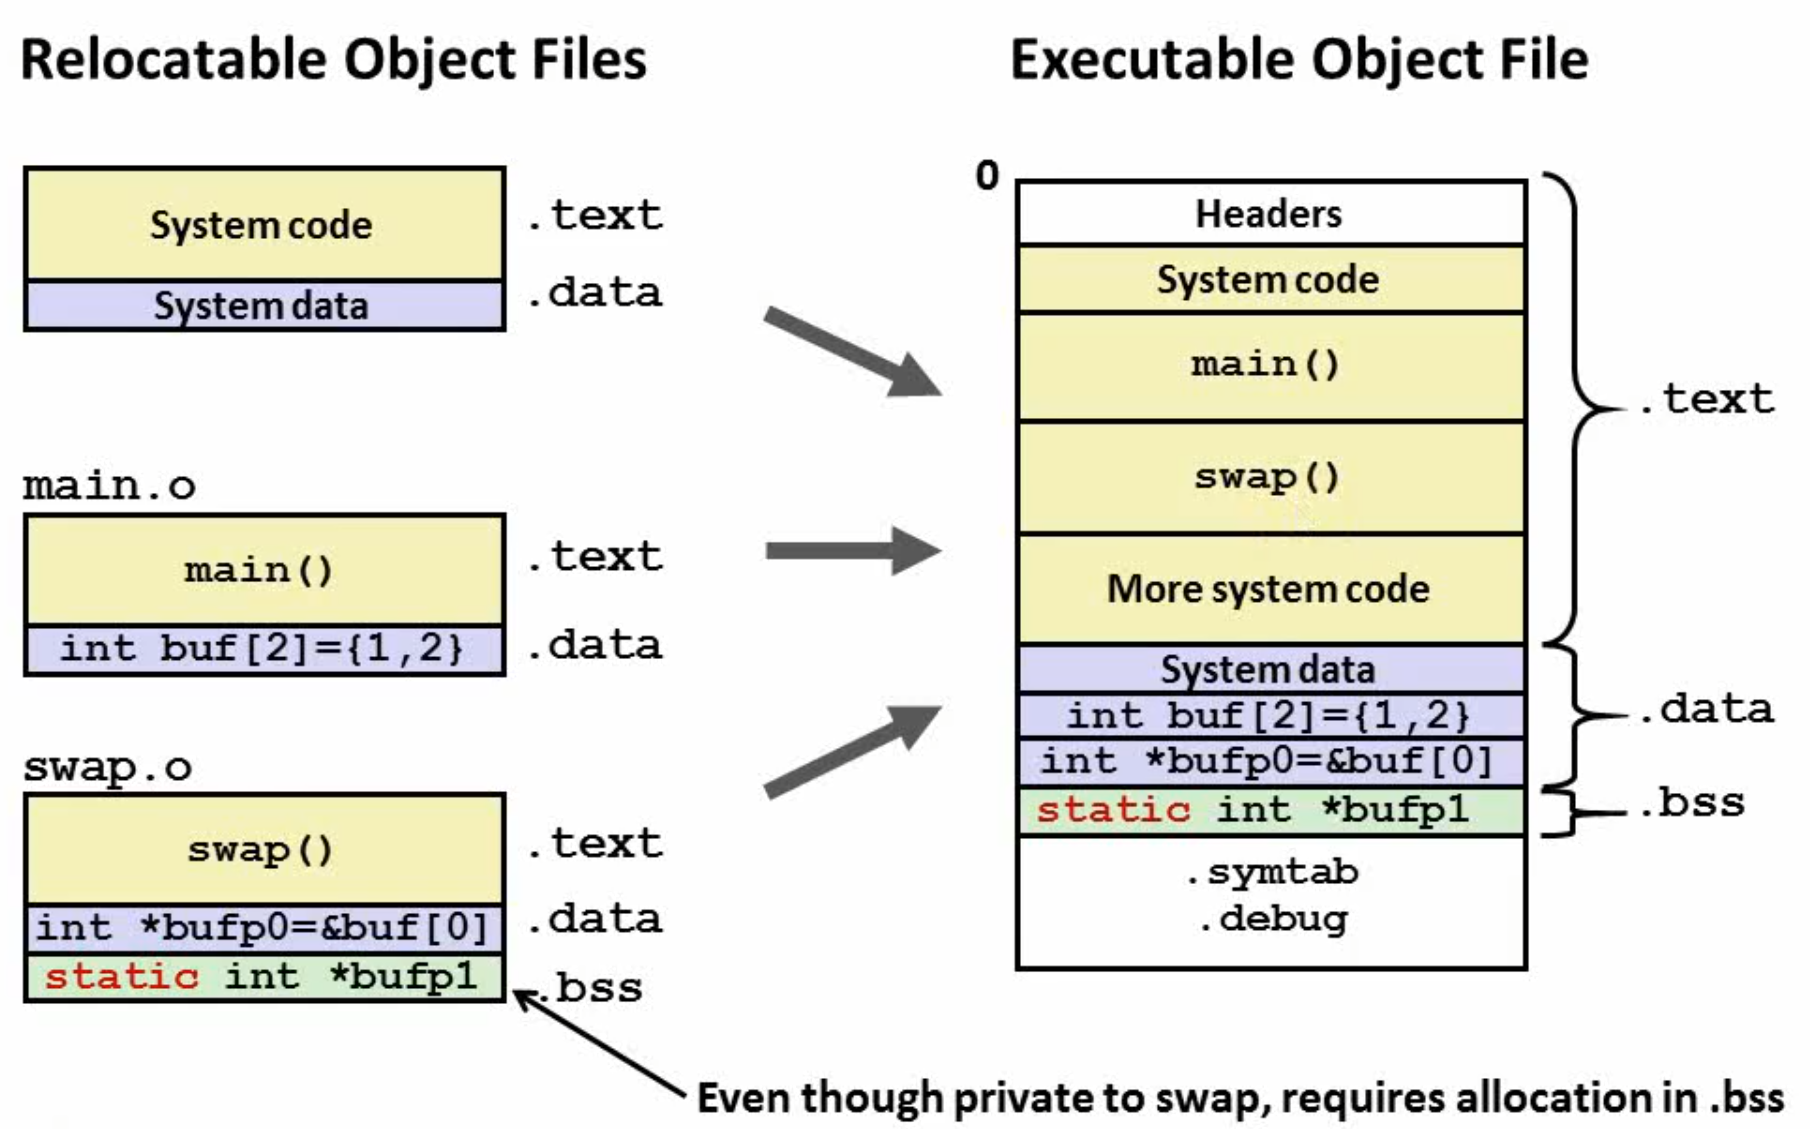 Relocatable Object Files
System code
.text
System data
.data
main.o
main()
.text
int buf[2]={1,2}
.data
swap.o
swap()
.text
int *bufp0=&buf[0]
.data
static int *bufp1
.bss
Even though private to swap, requires allocation in .bss
Executable Object File
0
Headers
System code
main()
swap()
More system code
.text
System data
int buf[2]={1,2}
int *bufp0=&buf[0]
.data
static int *bufp1
.bss
.symtab
.debug